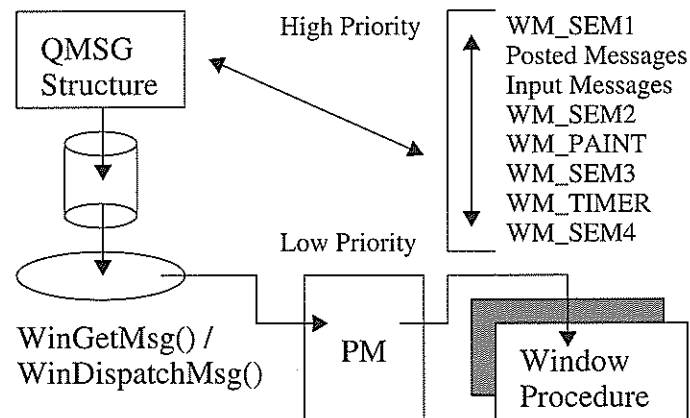 QMSG
Structure
High Priority
WM_SEM1
Posted Messages
Input Messages
WM_SEM2
WM_PAINT
WM_SEM3
WM_TIMER
WM_SEM4
Low Priority
WinGetMsg() /
WinDispatchMsg()
PM
Window
Procedure